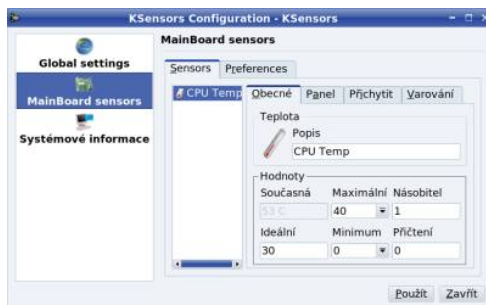 KSensors Configuration - KSensors
Global settings
MainBoard sensors
Systémové informace
MainBoard sensors
Sensors Preferences
CPU Temp
Obecné Panel Přichytit Varování
Teplota
Popis
CPU Temp
Hodnoty
Současná Maximální Násobitel
53 C 40 1
Ideální Minimum Přičtení
30 0 0
Použít Zavřít